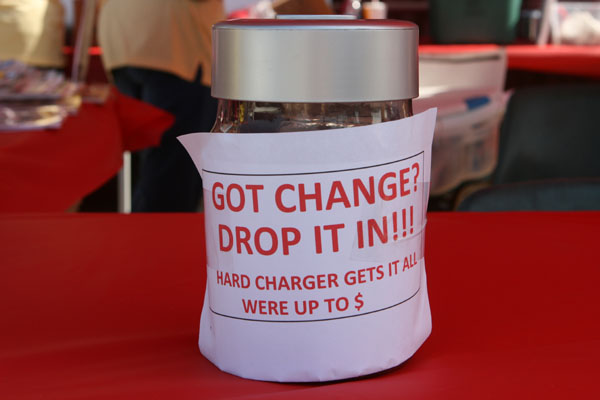 GOT CHANGE?
DROP IT IN!!!
HARD CHARGER GETS IT ALL
WERE UP TO $